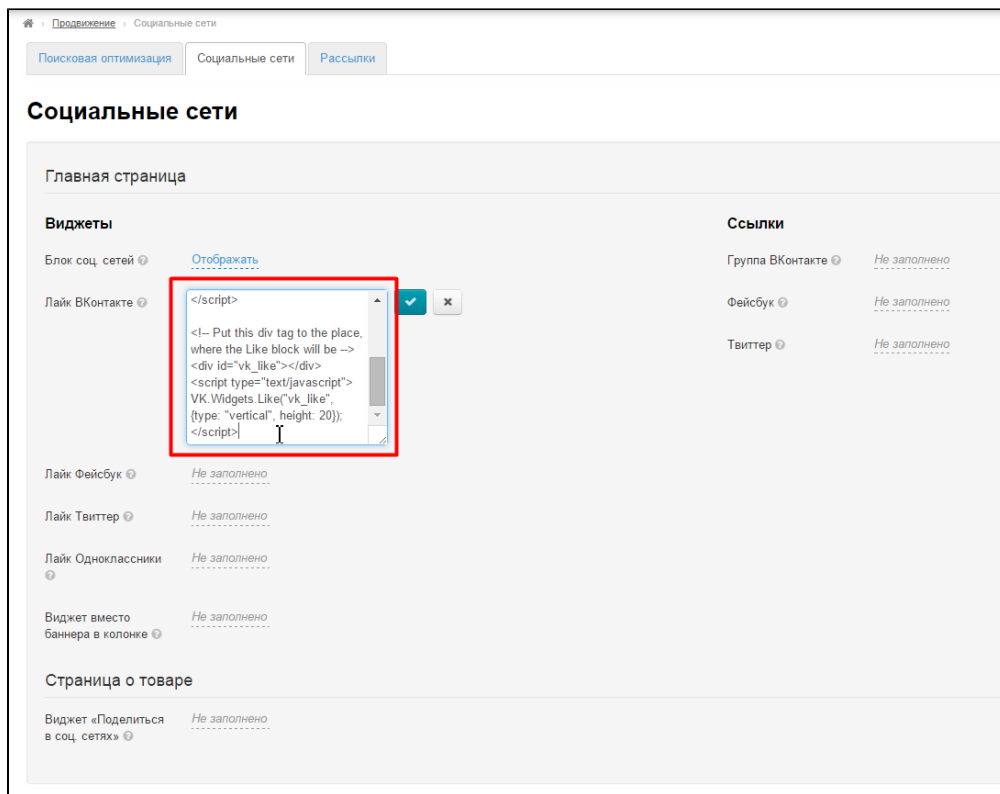 Продвижение › Социальные сети
Поисковая оптимизация Социальные сети Рассылки
Социальные сети
Главная страница
Виджеты
Блок соц. сетей Отображать
Лайк ВКонтакте
</script>
<!-- Put this div tag to the place,
where the Like block will be -->
<div id="vk_like"></div>
<script type="text/javascript">
VK.Widgets.Like("vk_like",
{type: "vertical", height: 20});
</script>
Лайк Фейсбук Не заполнено
Лайк Твиттер Не заполнено
Лайк Одноклассники Не заполнено
Виджет вместо Не заполнено
баннера в колонке
Ссылки
Группа ВКонтакте Не заполнено
Фейсбук Не заполнено
Твиттер Не заполнено
Страница о товаре
Виджет «Поделиться Не заполнено
в соц. сетях»